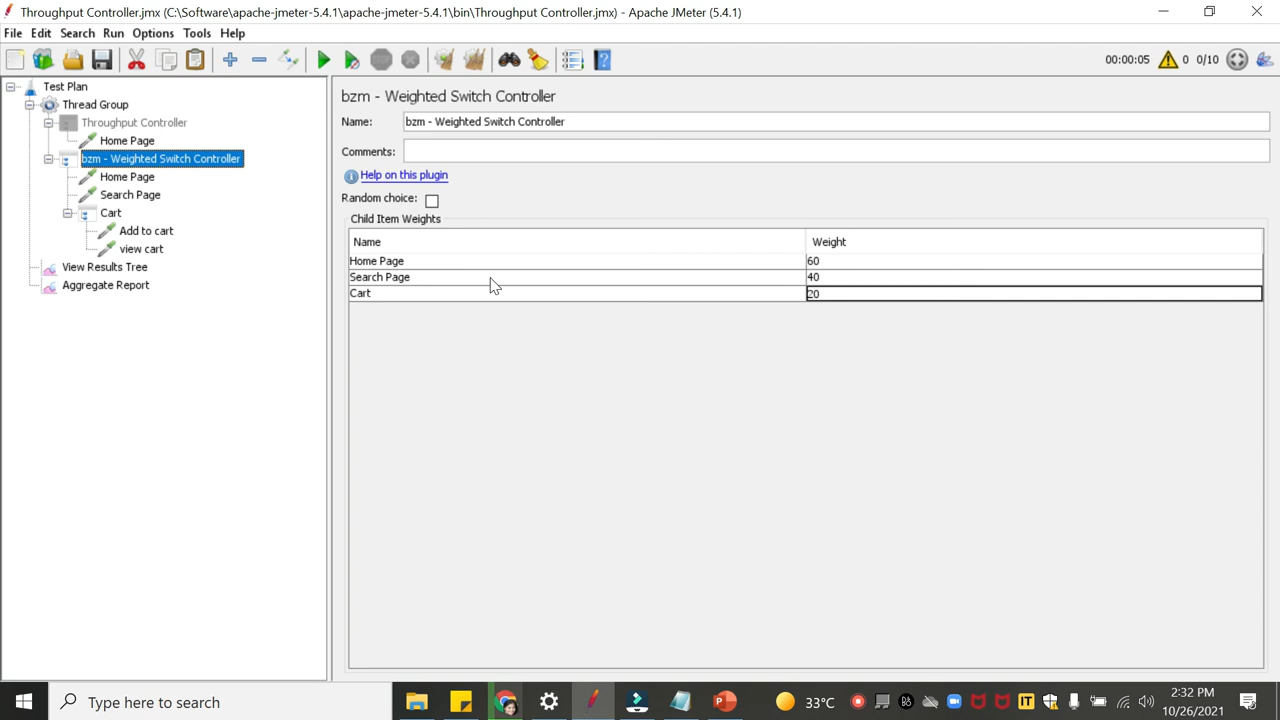 Throughput Controller.jmx (C:\Software\apache-jmeter-5.4.1\apache-jmeter-5.4.1\bin\Throughput Controller.jmx) - Apache JMeter (5.4.1)
File Edit Search Run Options Tools Help
00:00:05 0 0/10
Test Plan
Thread Group
Throughput Controller
Home Page
bzm - Weighted Switch Controller
Home Page
Search Page
Cart
Add to cart
view cart
View Results Tree
Aggregate Report
bzm - Weighted Switch Controller
Name: bzm - Weighted Switch Controller
Comments:
Help on this plugin
Random choice:
Child Item Weights
Name Weight
Home Page 60
Search Page 40
Cart 20
Type here to search
IT
33°C
2:32 PM
10/26/2021